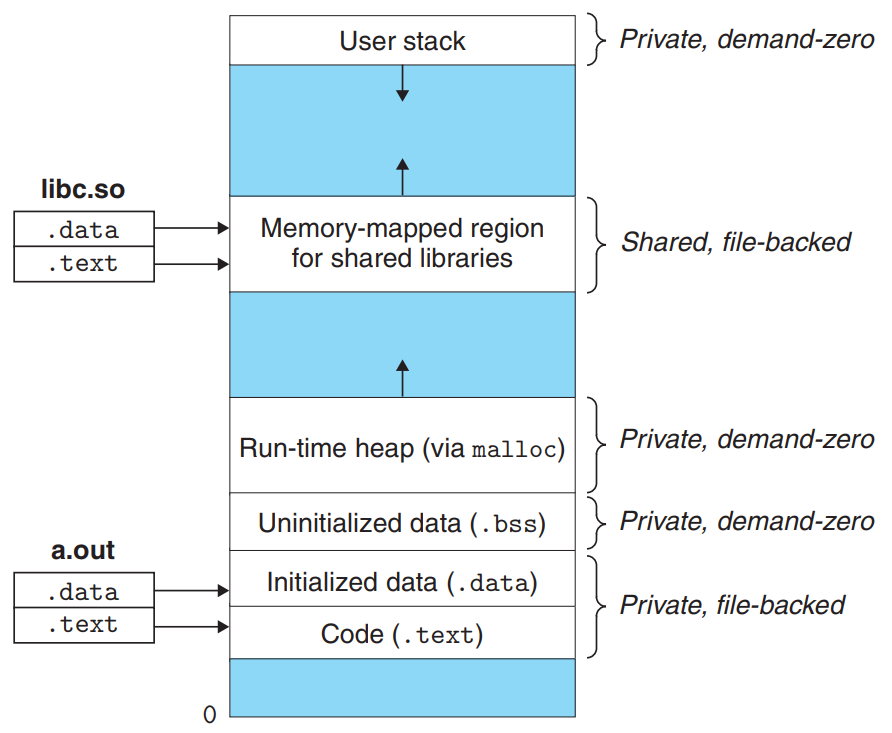 User stack
Private, demand-zero
libc.so
.data
.text
Memory-mapped region
for shared libraries
Shared, file-backed
Run-time heap (via malloc)
Private, demand-zero
Uninitialized data (.bss)
Private, demand-zero
a.out
.data
.text
Initialized data (.data)
Code (.text)
Private, file-backed
0